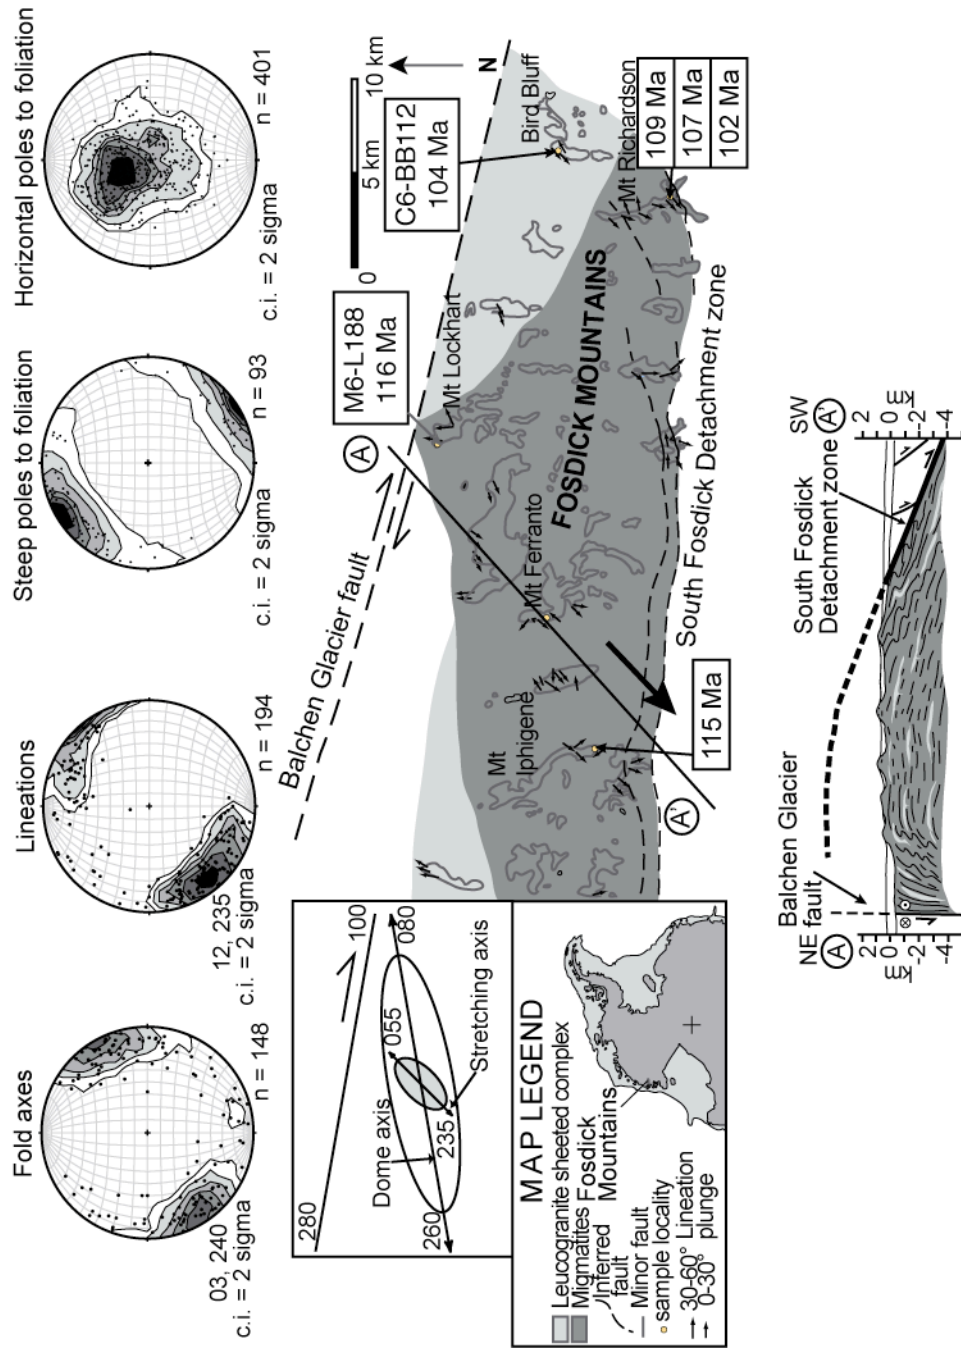 Fold axes
03, 240
c.i. = 2 sigma
n = 148
Lineations
12, 235
c.i. = 2 sigma
n = 194
Steep poles to foliation
c.i. = 2 sigma
n = 93
Horizontal poles to foliation
c.i. = 2 sigma
n = 401
280
100
Dome axis
055
080
260
235
Stretching axis
MAP LEGEND
Leucogranite sheeted complex
Migmatites
Inferred
fault
Minor fault
sample locality
30-60° Lineation
0-30° plunge
Fosdick
Mountains
Balchen Glacier fault
A
M6-L188
116 Ma
C6-BB112
104 Ma
0
5 km
10 km
N
Mt Lockhart
Bird Bluff
Mt
Iphigene
Mt Ferranto
FOSDICK MOUNTAINS
Mt Richardson
South Fosdick Detachment zone
A'
115 Ma
109 Ma
107 Ma
102 Ma
Balchen Glacier
fault
NE
A
South Fosdick
Detachment zone
SW
A'
2
0
-2
-4
km
2
0
-2
-4
km